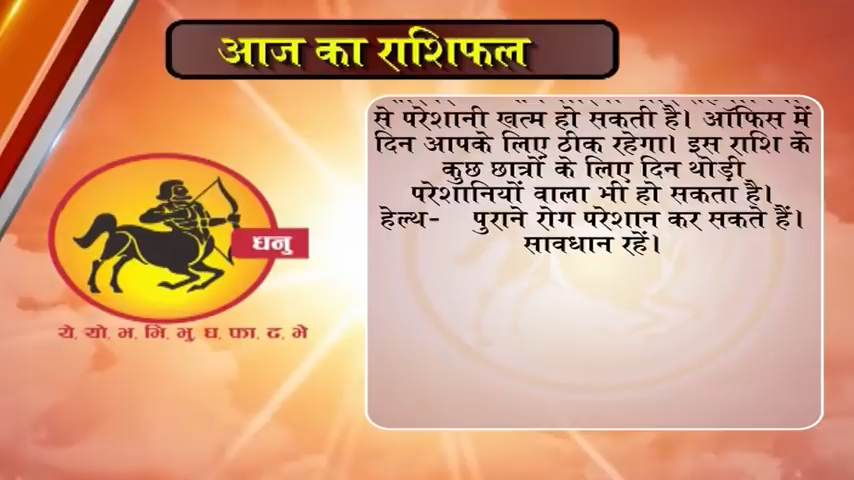 आज का राशिफल
से परेशानी खत्म हो सकती है। ऑफिस में
दिन आपके लिए ठीक रहेगा। इस राशि के
कुछ छात्रों के लिए दिन थोड़ी
परेशानियों वाला भी हो सकता है।
हेल्थ- पुराने रोग परेशान कर सकते हैं।
सावधान रहें।
धनु
ये, यो, भ, भि, भु, ध, फा, ढ, भे